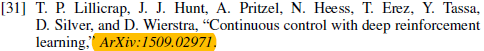 [31] T. P. Lillicrap, J. J. Hunt, A. Pritzel, N. Heess, T. Erez, Y. Tassa,
D. Silver, and D. Wierstra, “Continuous control with deep reinforcement
learning,” ArXiv:1509.02971.